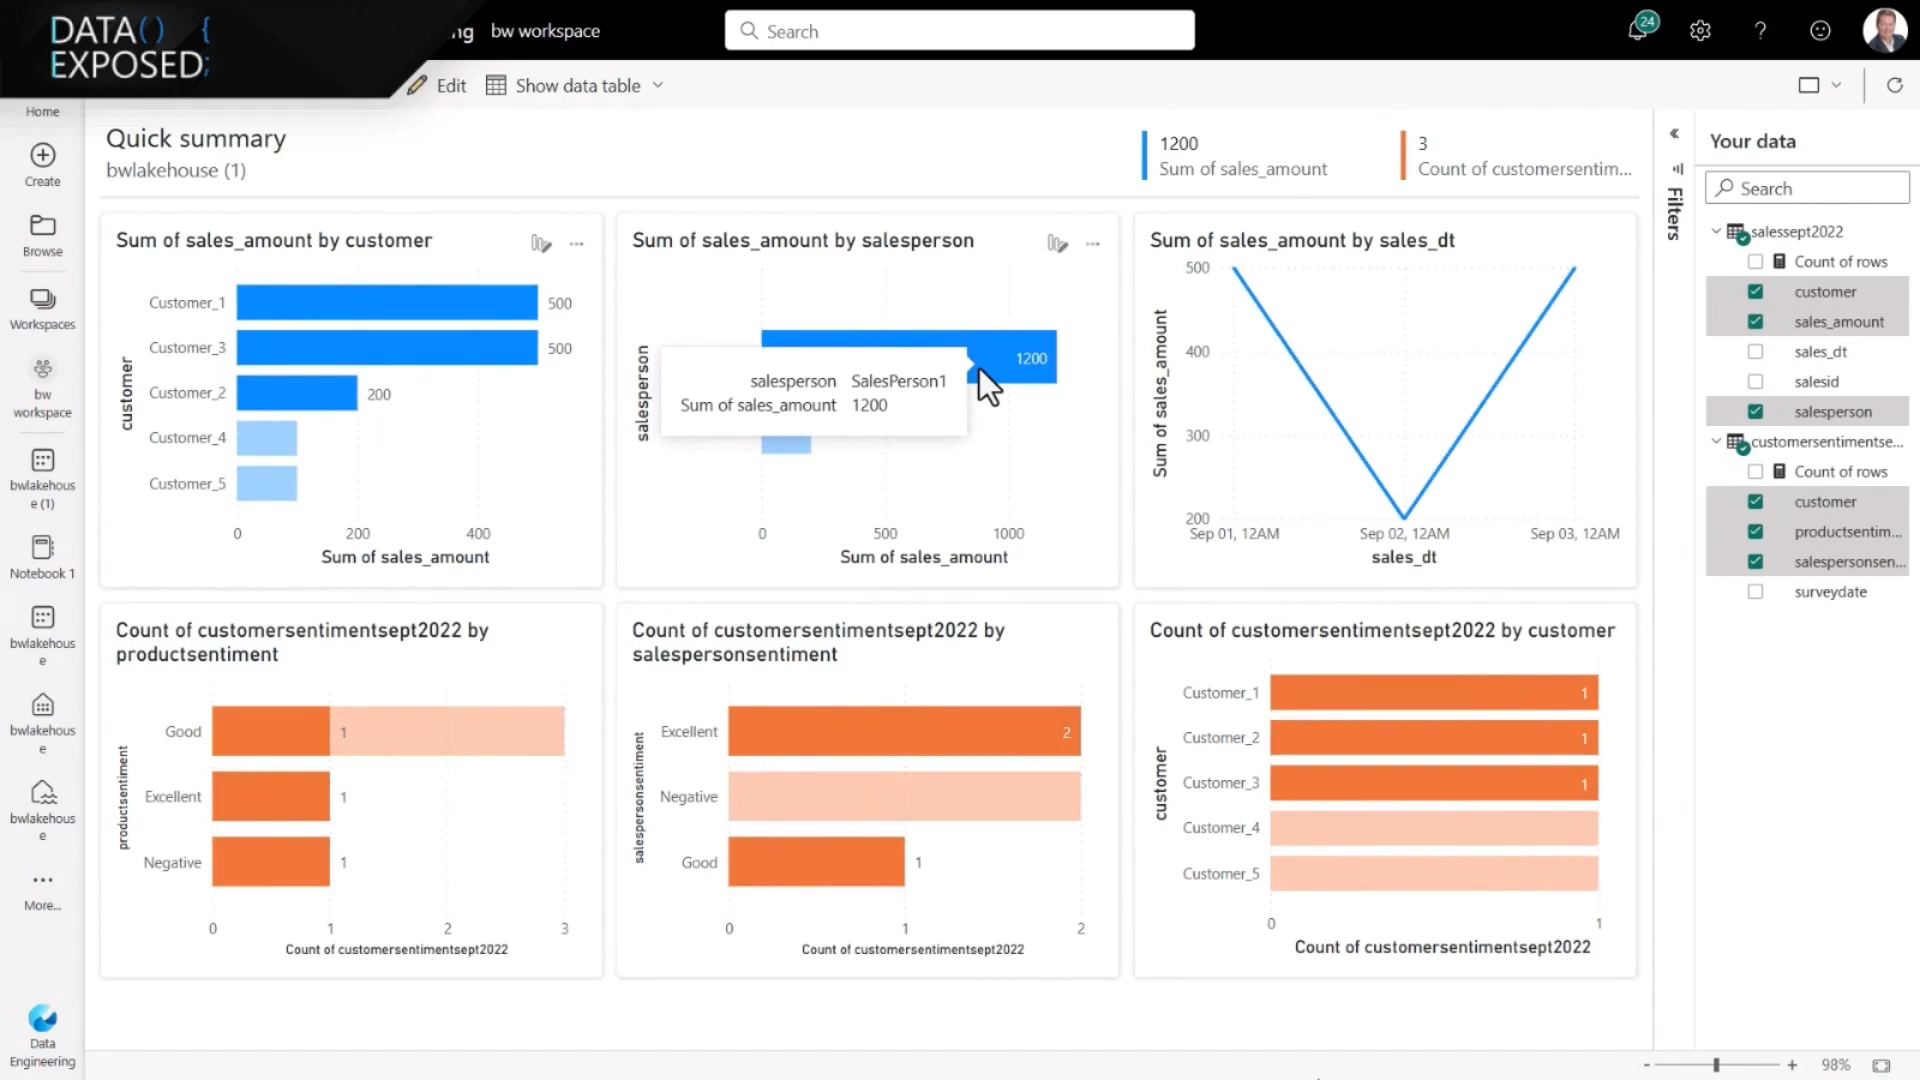 DATA() {
EXPOSED;
ng bw workspace
Search
24
Edit
Show data table
Home
Create
Browse
Workspaces
bw
workspace
bwlakehous
e (1)
Notebook 1
bwlakehous
e
bwlakehous
e
bwlakehous
e
More...
Data
Engineering
Quick summary
bwlakehouse (1)
1200
Sum of sales_amount
3
Count of customersentim...
Sum of sales_amount by customer
customer
Customer_1
500
Customer_3
500
Customer_2
200
Customer_4
Customer_5
0 200 400
Sum of sales_amount
Sum of sales_amount by salesperson
salesperson
1200
salesperson SalesPerson1
Sum of sales_amount 1200
0 500 1000
Sum of sales_amount
Sum of sales_amount by sales_dt
Sum of sales_amount
500
400
300
200
Sep 01, 12AM Sep 02, 12AM Sep 03, 12AM
sales_dt
Count of customersentimentsept2022 by
productsentiment
productsentiment
Good 1
Excellent 1
Negative 1
0 1 2 3
Count of customersentimentsept2022
Count of customersentimentsept2022 by
salespersonsentiment
salespersonsentiment
Excellent 2
Negative
Good 1
0 1 2
Count of customersentimentsept2022
Count of customersentimentsept2022 by customer
customer
Customer_1 1
Customer_2 1
Customer_3 1
Customer_4
Customer_5
0 1
Count of customersentimentsept2022
Filters
Your data
Search
salessept2022
Count of rows
customer
sales_amount
sales_dt
salesid
salesperson
customersentimentse...
Count of rows
customer
productsentim...
salespersonsen...
surveydate
- + 98%